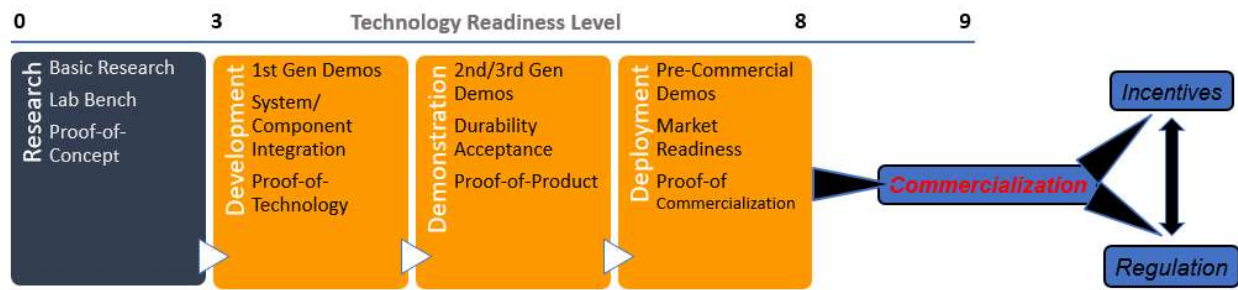 0 3 Technology Readiness Level 8 9
Research
Basic Research
Lab Bench
Proof-of-
Concept
Development
1st Gen Demos
System/
Component
Integration
Proof-of-
Technology
Demonstration
2nd/3rd Gen
Demos
Durability
Acceptance
Proof-of-Product
Deployment
Pre-Commercial
Demos
Market
Readiness
Proof-of
Commercialization
Commercialization
Incentives
Regulation